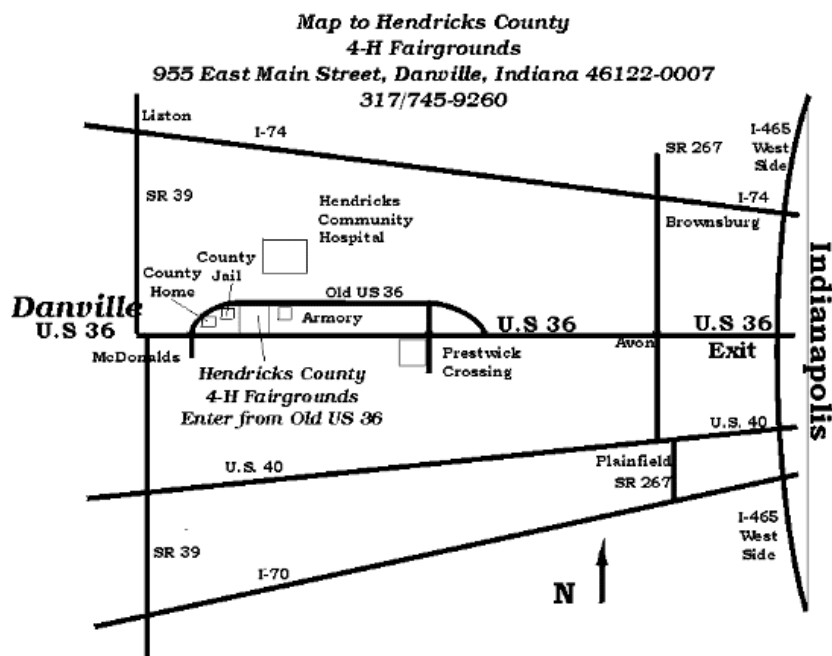 Map to Hendricks County
4-H Fairgrounds
955 East Main Street, Danville, Indiana 46122-0007
317/745-9260
Lizton
I-74
SR 267
I-465
West
Side
SR 39
Hendricks
Community
Hospital
I-74
Brownsburg
County
Jail
County
Home
Old US 36
Danville
U.S 36
Armory
U.S 36
U.S 36
Exit
Indianapolis
McDonalds
Avon
Prestwick
Crossing
Hendricks County
4-H Fairgrounds
Enter from Old US 36
U.S. 40
U.S. 40
Plainfield
SR 267
I-465
West
Side
SR 39
I-70
N